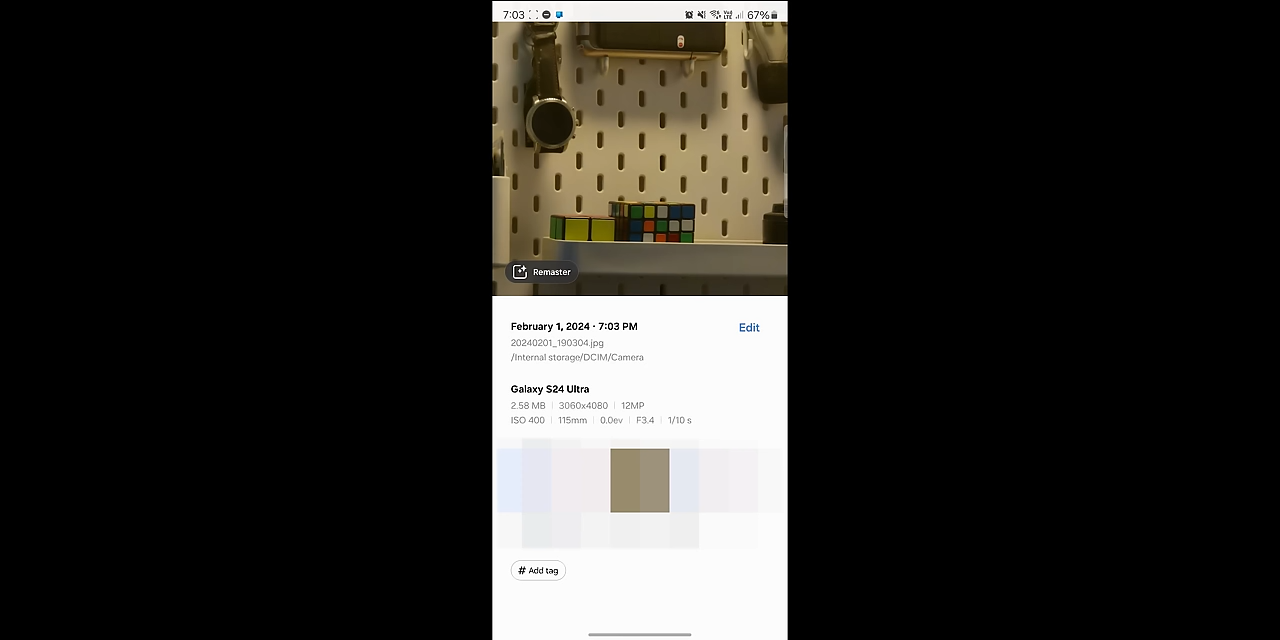 7:03 67%
Remaster
February 1, 2024 · 7:03 PM Edit
20240201_190304.jpg
/Internal storage/DCIM/Camera
Galaxy S24 Ultra
2.58 MB | 3060x4080 | 12MP
ISO 400 | 115mm | 0.0ev | F3.4 | 1/10 s
# Add tag